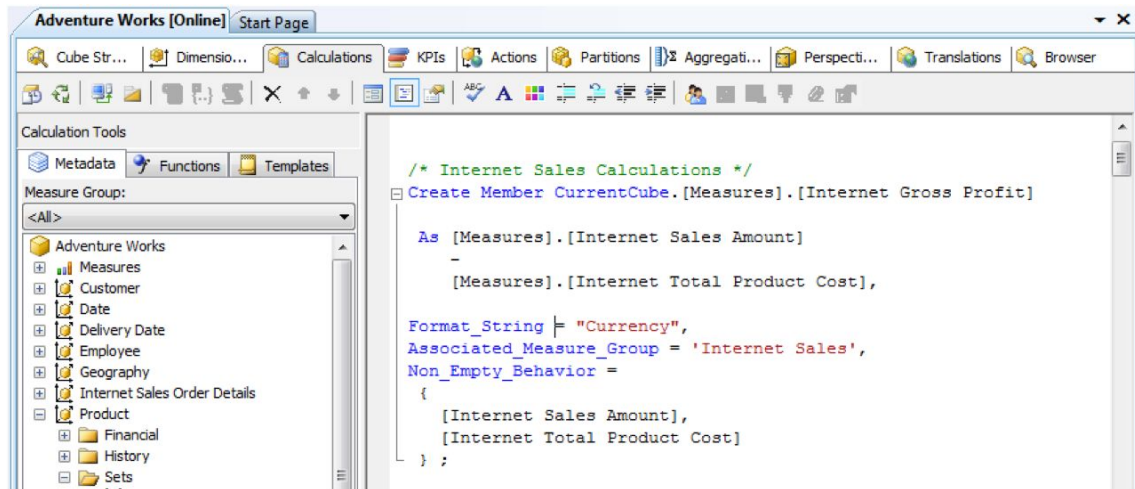 Adventure Works [Online] Start Page
Cube Str... Dimensio... Calculations KPIs Actions Partitions Aggregati... Perspecti... Translations Browser
Calculation Tools
Metadata Functions Templates
Measure Group:
<All>
Adventure Works
Measures
Customer
Date
Delivery Date
Employee
Geography
Internet Sales Order Details
Product
Financial
History
Sets
/* Internet Sales Calculations */
Create Member CurrentCube.[Measures].[Internet Gross Profit]
As [Measures].[Internet Sales Amount]
-
[Measures].[Internet Total Product Cost],
Format_String = "Currency",
Associated_Measure_Group = 'Internet Sales',
Non_Empty_Behavior =
{
[Internet Sales Amount],
[Internet Total Product Cost]
} ;